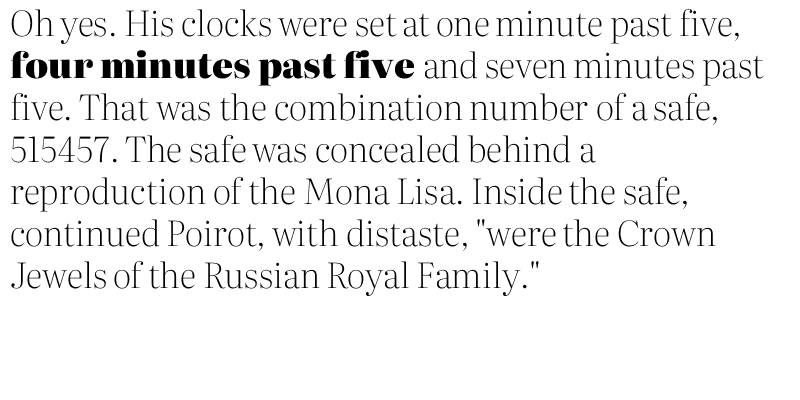 Oh yes. His clocks were set at one minute past five,
four minutes past five and seven minutes past
five. That was the combination number of a safe,
515457. The safe was concealed behind a
reproduction of the Mona Lisa. Inside the safe,
continued Poirot, with distaste, "were the Crown
Jewels of the Russian Royal Family."